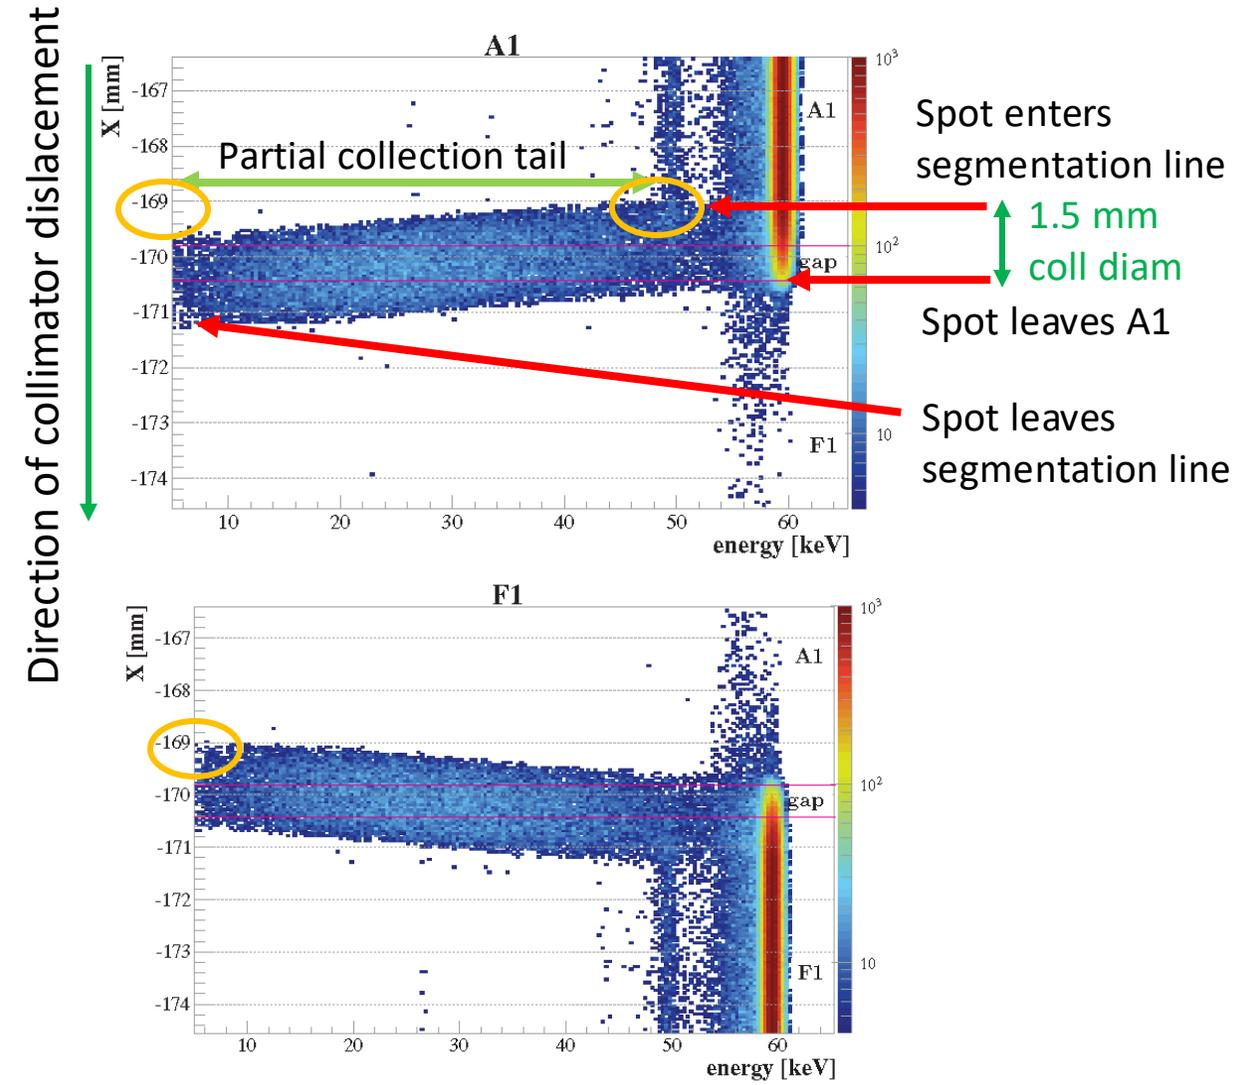 Direction of collimator dislacement
A1
X [mm]
-167
-168
-169
-170
-171
-172
-173
-174
Partial collection tail
A1
gap
F1
10³
10²
10
10
20
30
40
50
60
energy [keV]
Spot enters
segmentation line
1.5 mm
coll diam
Spot leaves A1
Spot leaves
segmentation line
F1
X [mm]
-167
-168
-169
-170
-171
-172
-173
-174
A1
gap
F1
10³
10²
10
10
20
30
40
50
60
energy [keV]